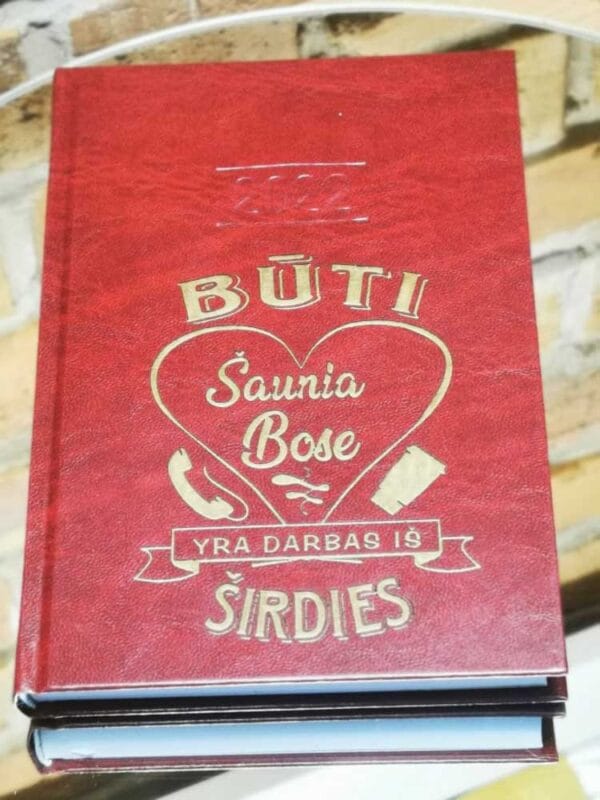 2022
BŪTI
Šaunia
Bose
YRA DARBAS IŠ
ŠIRDIES